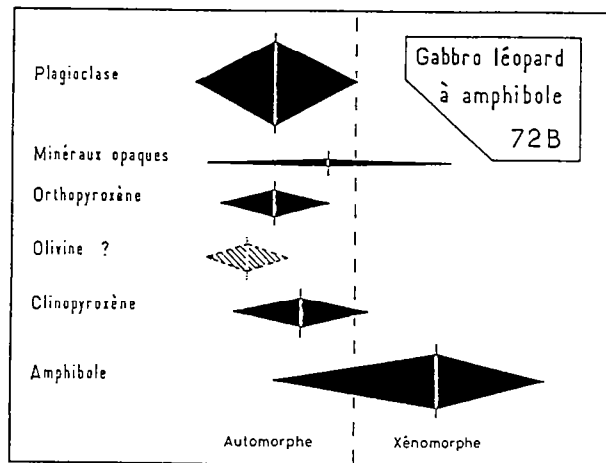 Gabbro léopard
à amphibole
72B
Plagioclase
Minéraux opaques
Orthopyroxène
Olivine ?
Clinopyroxène
Amphibole
Automorphe
Xénomorphe